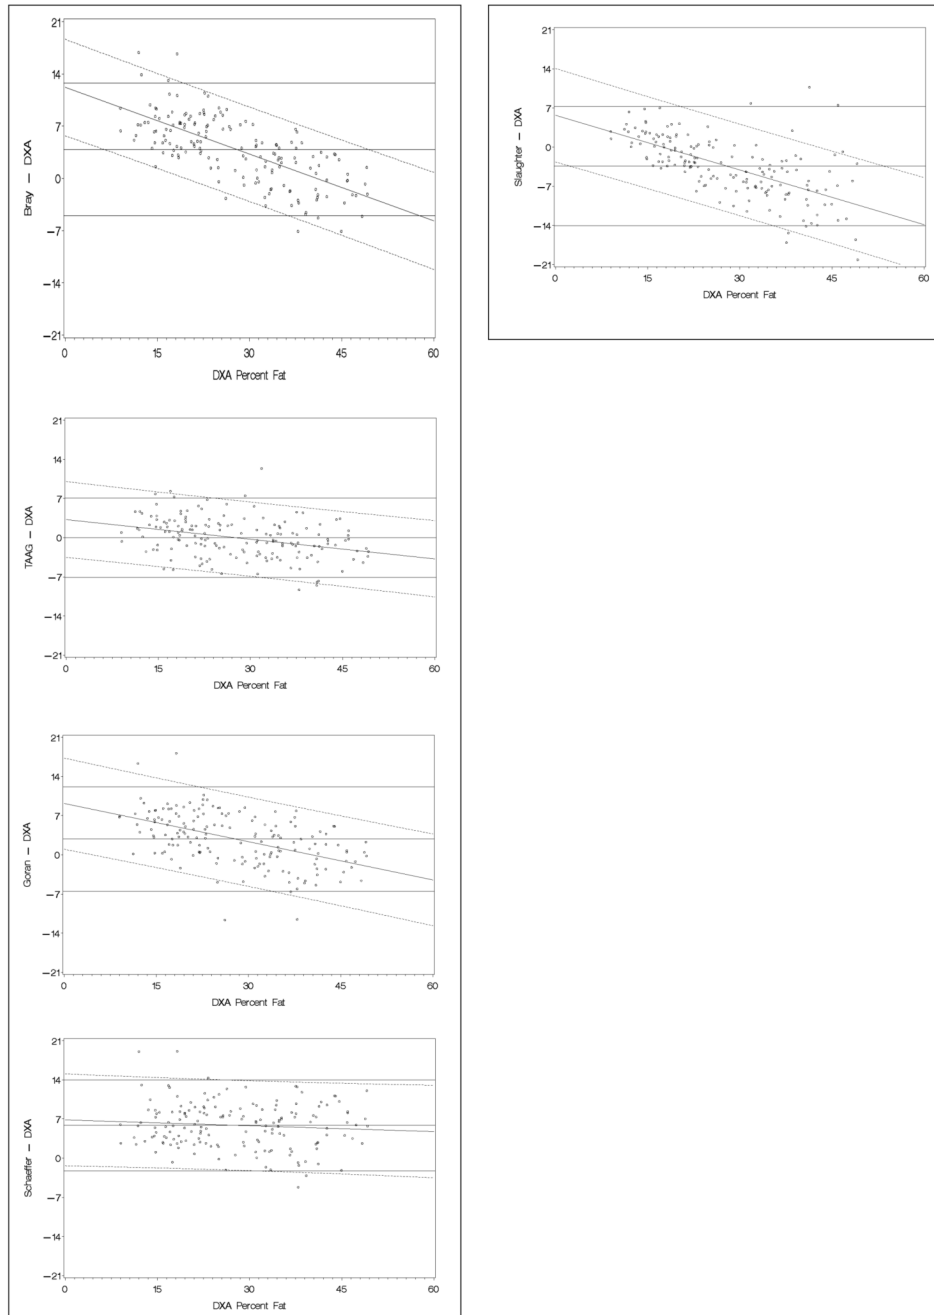 21
14
7
0
−7
−14
−21
Bray − DXA
0 15 30 45 60
DXA Percent Fat
21
14
7
0
−7
−14
−21
TAAG − DXA
0 15 30 45 60
DXA Percent Fat
21
14
7
0
−7
−14
−21
Goran − DXA
0 15 30 45 60
DXA Percent Fat
21
14
7
0
−7
−14
−21
Schaeffer − DXA
0 15 30 45 60
DXA Percent Fat
21
14
7
0
−7
−14
−21
Slaughter − DXA
0 15 30 45 60
DXA Percent Fat